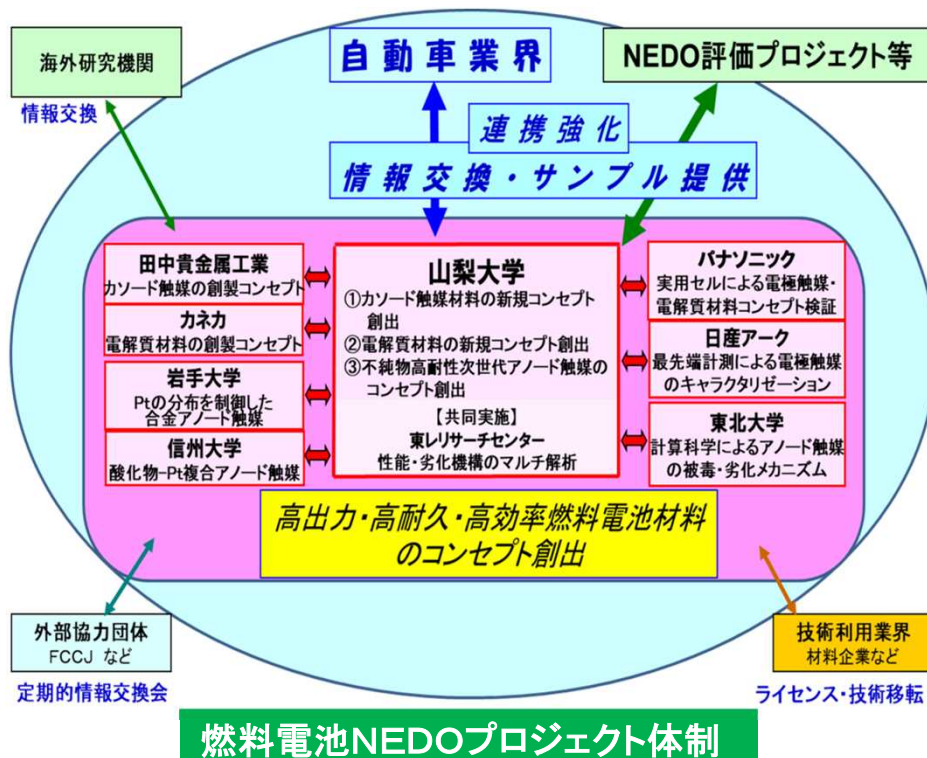 海外研究機関
情報交換
自動車業界
NEDO評価プロジェクト等
連携強化
情報交換・サンプル提供
田中貴金属工業
カソード触媒の創製コンセプト
カネカ
電解質材料の創製コンセプト
岩手大学
Ptの分布を制御した
合金アノード触媒
信州大学
酸化物-Pt複合アノード触媒
山梨大学
①カソード触媒材料の新規コンセプト
創出
②電解質材料の新規コンセプト創出
③不純物高耐性次世代アノード触媒の
コンセプト創出
【共同実施】
東レリサーチセンター
性能・劣化機構のマルチ解析
パナソニック
実用セルによる電極触媒・
電解質材料コンセプト検証
日産アーク
最先端計測による電極触媒
のキャラクタリゼーション
東北大学
計算科学によるアノード触媒
の被毒・劣化メカニズム
高出力・高耐久・高効率燃料電池材料
のコンセプト創出
外部協力団体
FCCJ など
定期的情報交換会
技術利用業界
材料企業など
ライセンス・技術移転
燃料電池NEDOプロジェクト体制